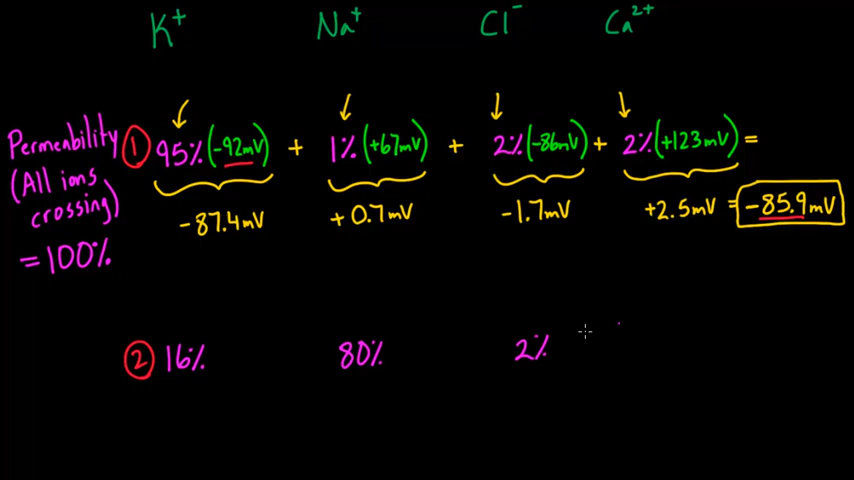 K⁺ Na⁺ Cl⁻ Ca²⁺
Permeability
(All ions
crossing)
= 100%
① 95% (-92mV) + 1% (+67mV) + 2% (-86mV) + 2% (+123mV) =
-87.4mV +0.7mV -1.7mV +2.5mV = -85.9mV
② 16% 80% 2%